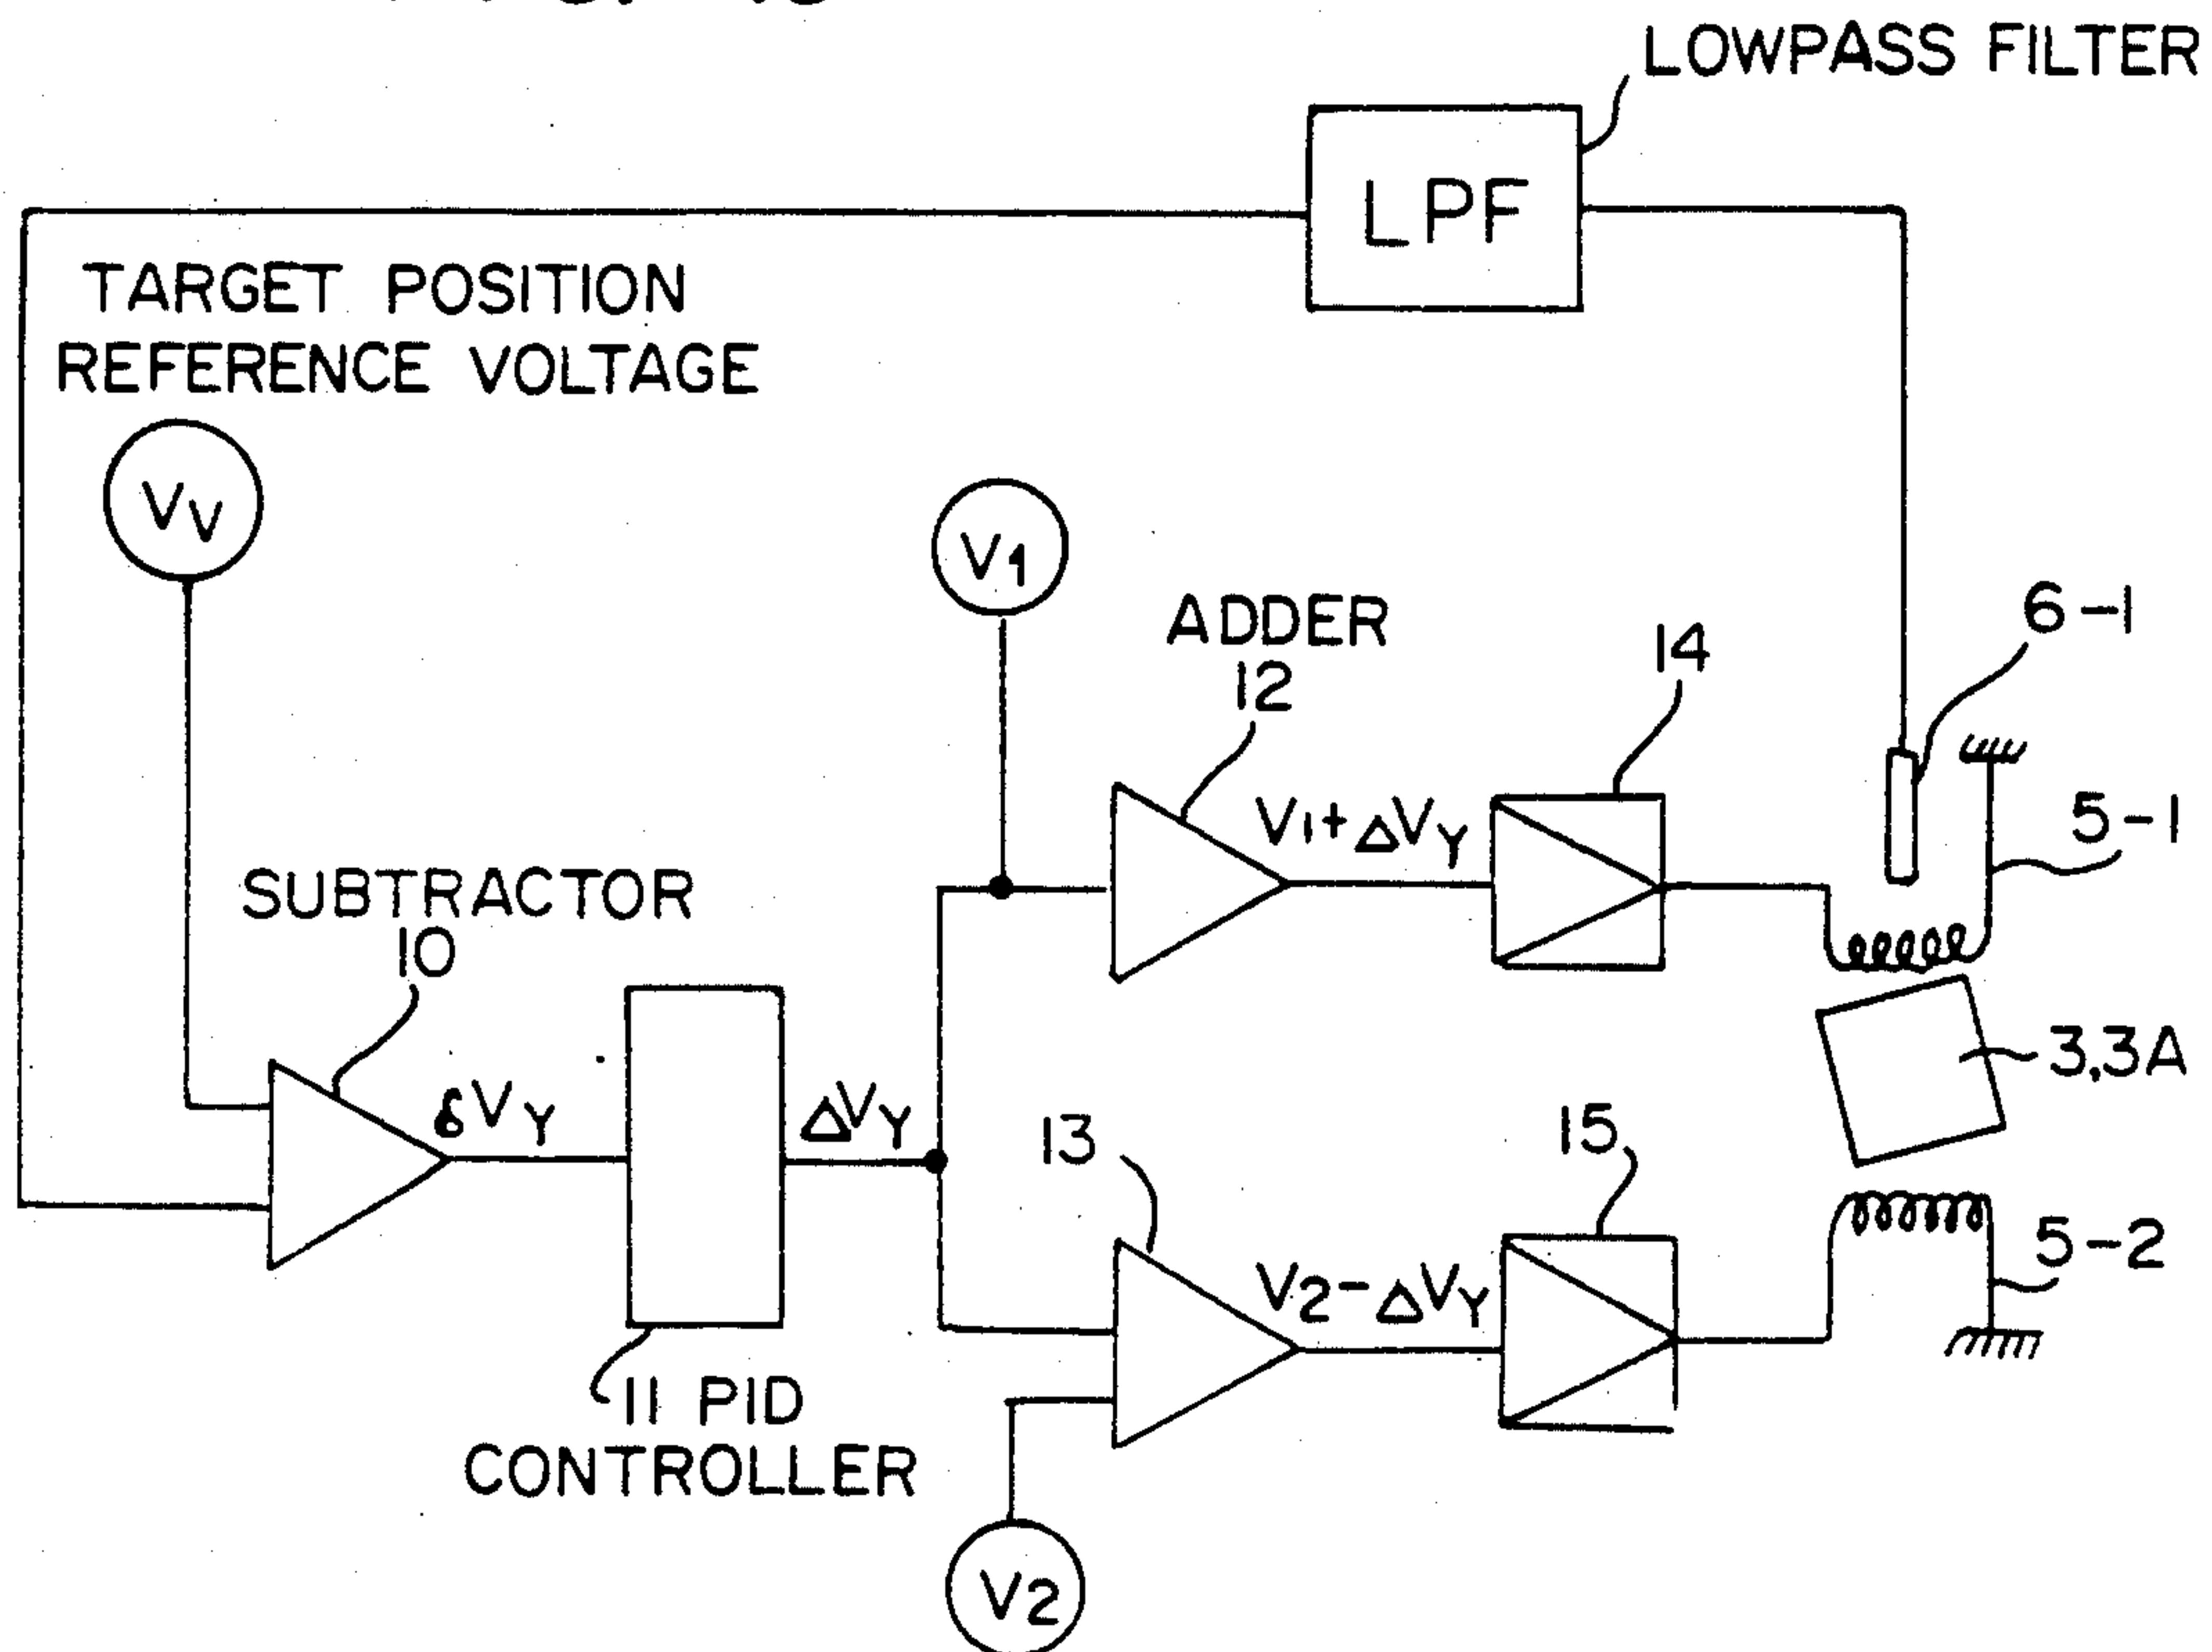 LOWPASS FILTER
LPF
TARGET POSITION
REFERENCE VOLTAGE
VV
V1
ADDER
12
14
6-1
5-1
V1+ΔVY
SUBTRACTOR
10
δVY
ΔVY
3,3A
13
15
5-2
V2-ΔVY
11 PID
CONTROLLER
V2